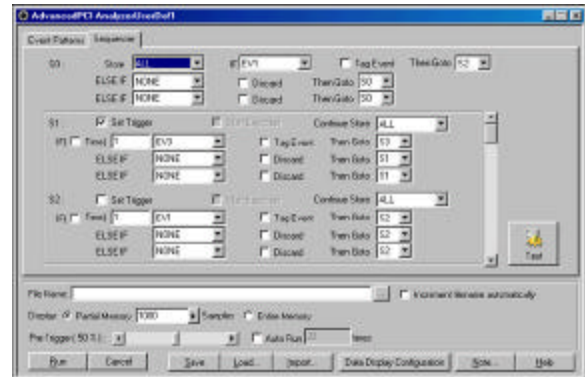 AdvancedPCI AnalyzerUserDef1
Event Patterns Sequencer
S0 Store ALL IF EV1 Tag Event Then Goto S2
ELSE IF NONE Discard Then Goto S0
ELSE IF NONE Discard Then Goto S0
S1 Set Trigger Continue Store ALL
(If) Time) 1 EV3 Tag Event Then Goto S3
ELSE IF NONE Discard Then Goto S1
ELSE IF NONE Discard Then Goto S1
S2 Set Trigger Continue Store ALL
(If) Time) 1 EV1 Tag Event Then Goto S2
ELSE IF NONE Discard Then Goto S2
ELSE IF NONE Discard Then Goto S2
Test
File Name: ... Increment filename automatically
Display: Partial Memory 1000 Samples Entire Memory
Pre Trigger( 50 % ): Auto Run times
Run Cancel Save Load... Import... Data Display Configuration Note... Help